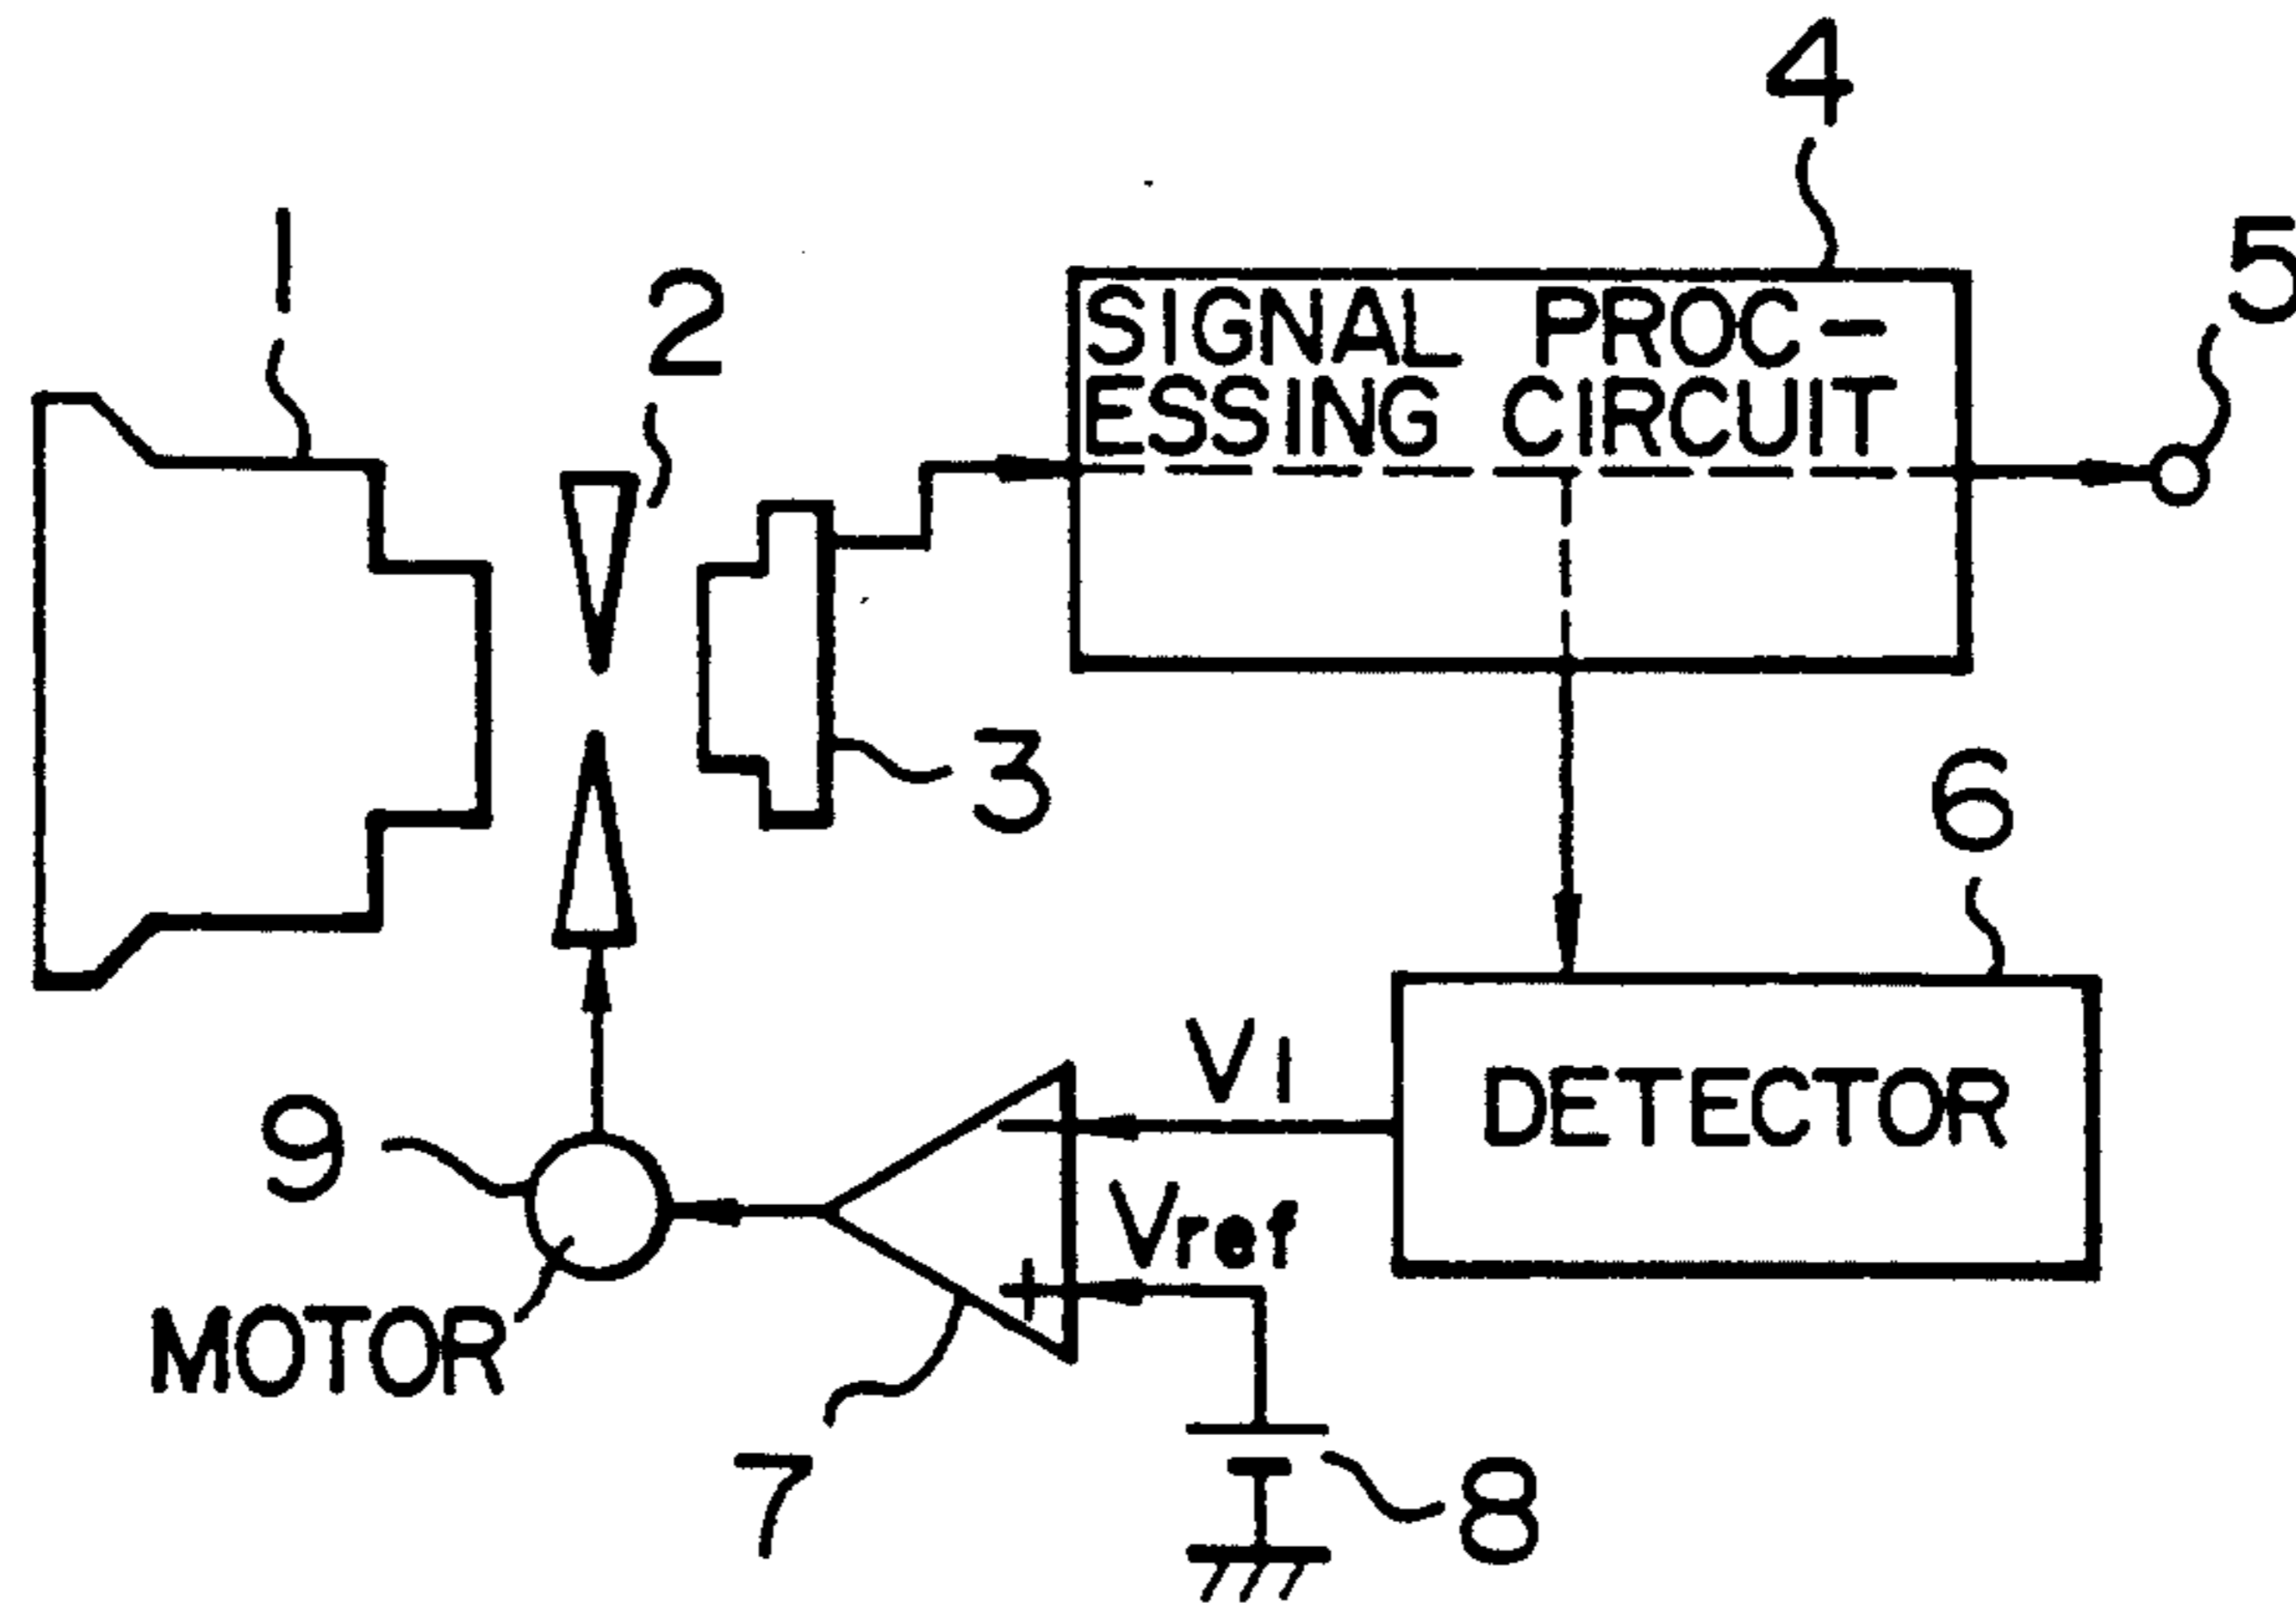 4
1
2
5
SIGNAL PROC-
ESSING CIRCUIT
3
6
V1
DETECTOR
9
Vref
−
+
MOTOR
7
8